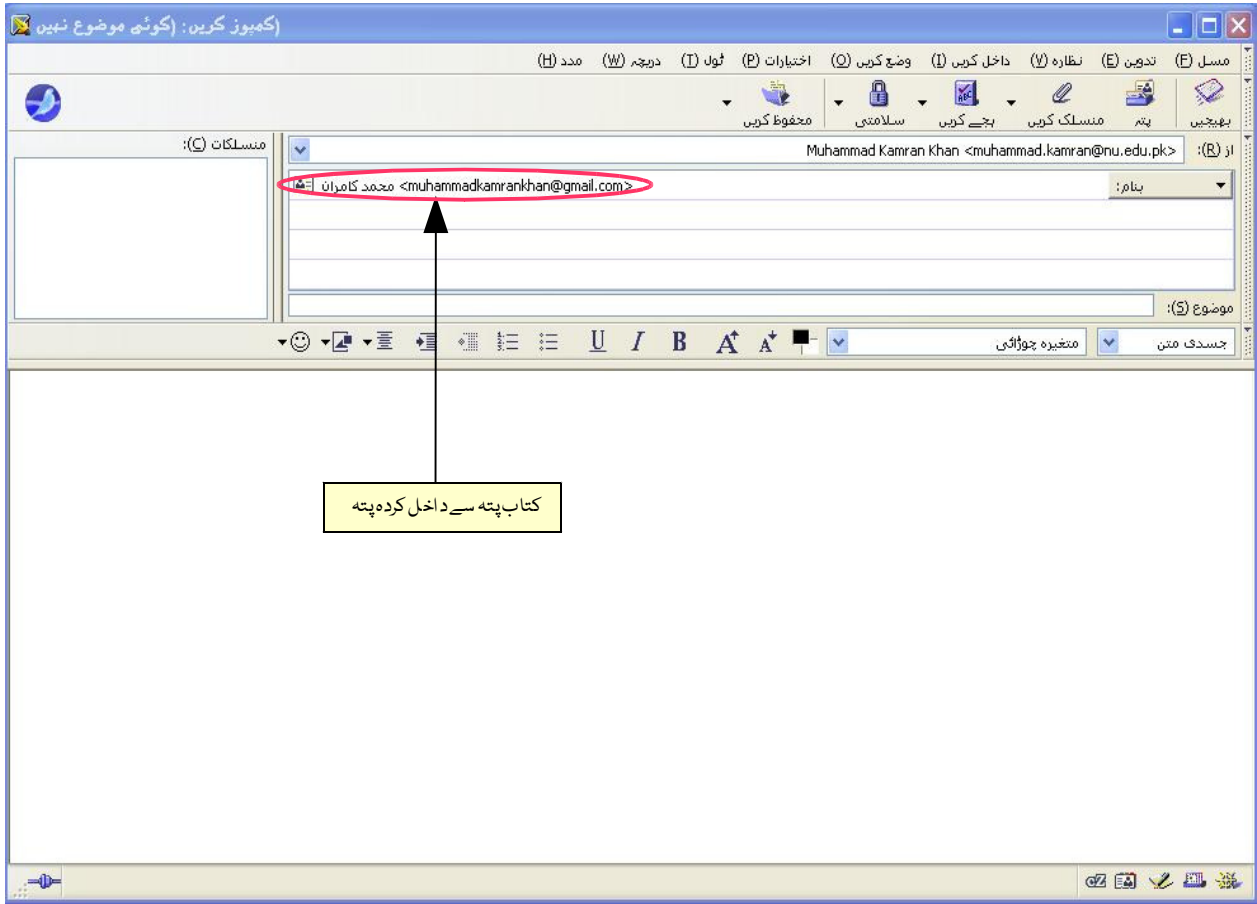 (کمپوز کریں: (کوئی موضوع نہیں
مسل (F) تدوین (E) نظارہ (V) داخل کریں (I) وضع کریں (O) اختیارات (P) ٹول (T) دریچہ (W) مدد (H)
بھیجیں پتہ منسلک کریں ہجے کریں سلامتی محفوظ کریں
از (R): Muhammad Kamran Khan <muhammad.kamran@nu.edu.pk>
منسلکات (C):
بنام: محمد کامران <muhammadkamrankhan@gmail.com>
موضوع (S):
جسدی متن متغیرہ چوڑائی A A B I U
کتاب پتہ سے داخل کردہ پتہ